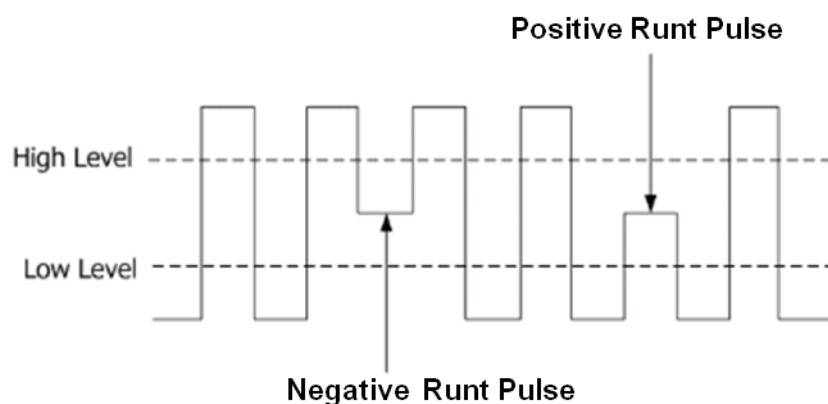 Positive Runt Pulse
High Level
Low Level
Negative Runt Pulse